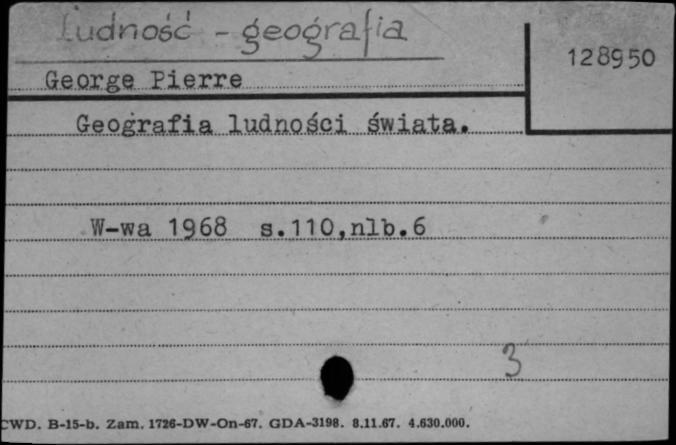 ludność - geografia
128950
George Pierre
Geografia ludności świata.
W-wa 1968 s.110,nlb.6
3
CWD. B-15-b. Zam. 1726-DW-On-67. GDA-3198. 8.11.67. 4.630.000.